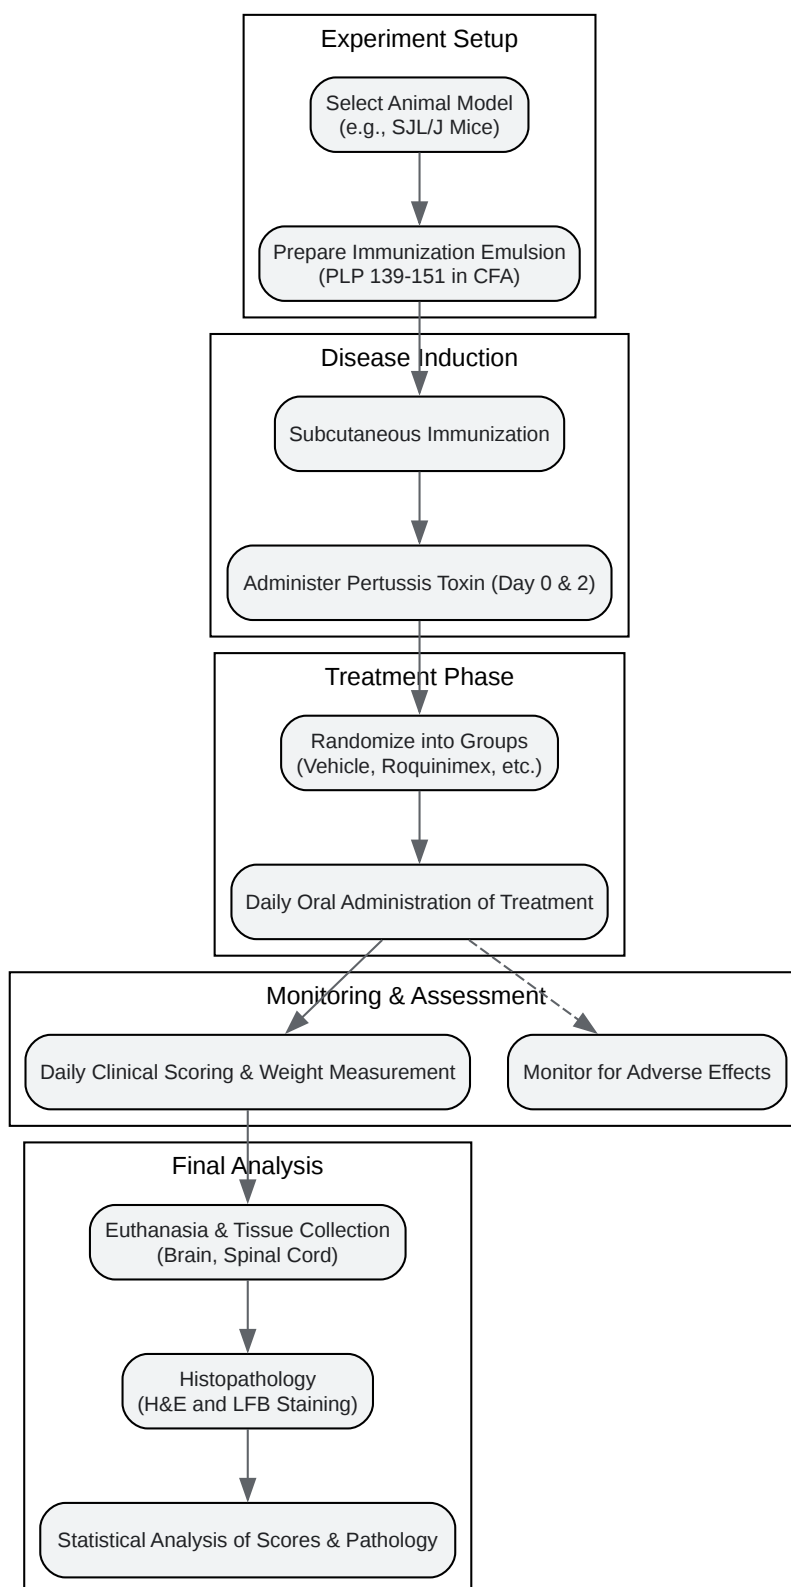 Experiment Setup
Select Animal Model
(e.g., SJL/J Mice)
Prepare Immunization Emulsion
(PLP 139-151 in CFA)
Disease Induction
Subcutaneous Immunization
Administer Pertussis Toxin (Day 0 & 2)
Treatment Phase
Randomize into Groups
(Vehicle, Roquinimex, etc.)
Daily Oral Administration of Treatment
Monitoring & Assessment
Daily Clinical Scoring & Weight Measurement
Monitor for Adverse Effects
Final Analysis
Euthanasia & Tissue Collection
(Brain, Spinal Cord)
Histopathology
(H&E and LFB Staining)
Statistical Analysis of Scores & Pathology